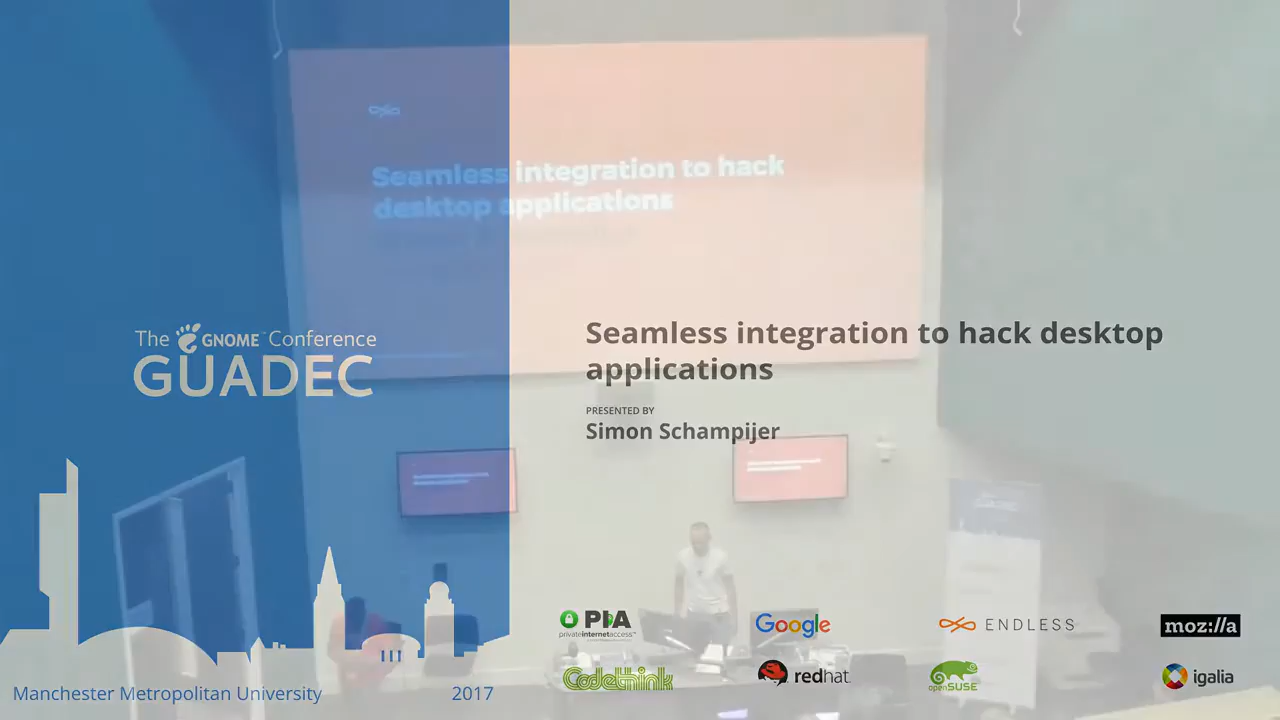 Seamless integration to hack
desktop applications
The GNOME Conference
GUADEC
Seamless integration to hack desktop
applications
PRESENTED BY
Simon Schampijer
PIA
privateinternetaccess™
Google
ENDLESS
moz://a
Codethink
redhat
openSUSE
igalia
Manchester Metropolitan University
2017